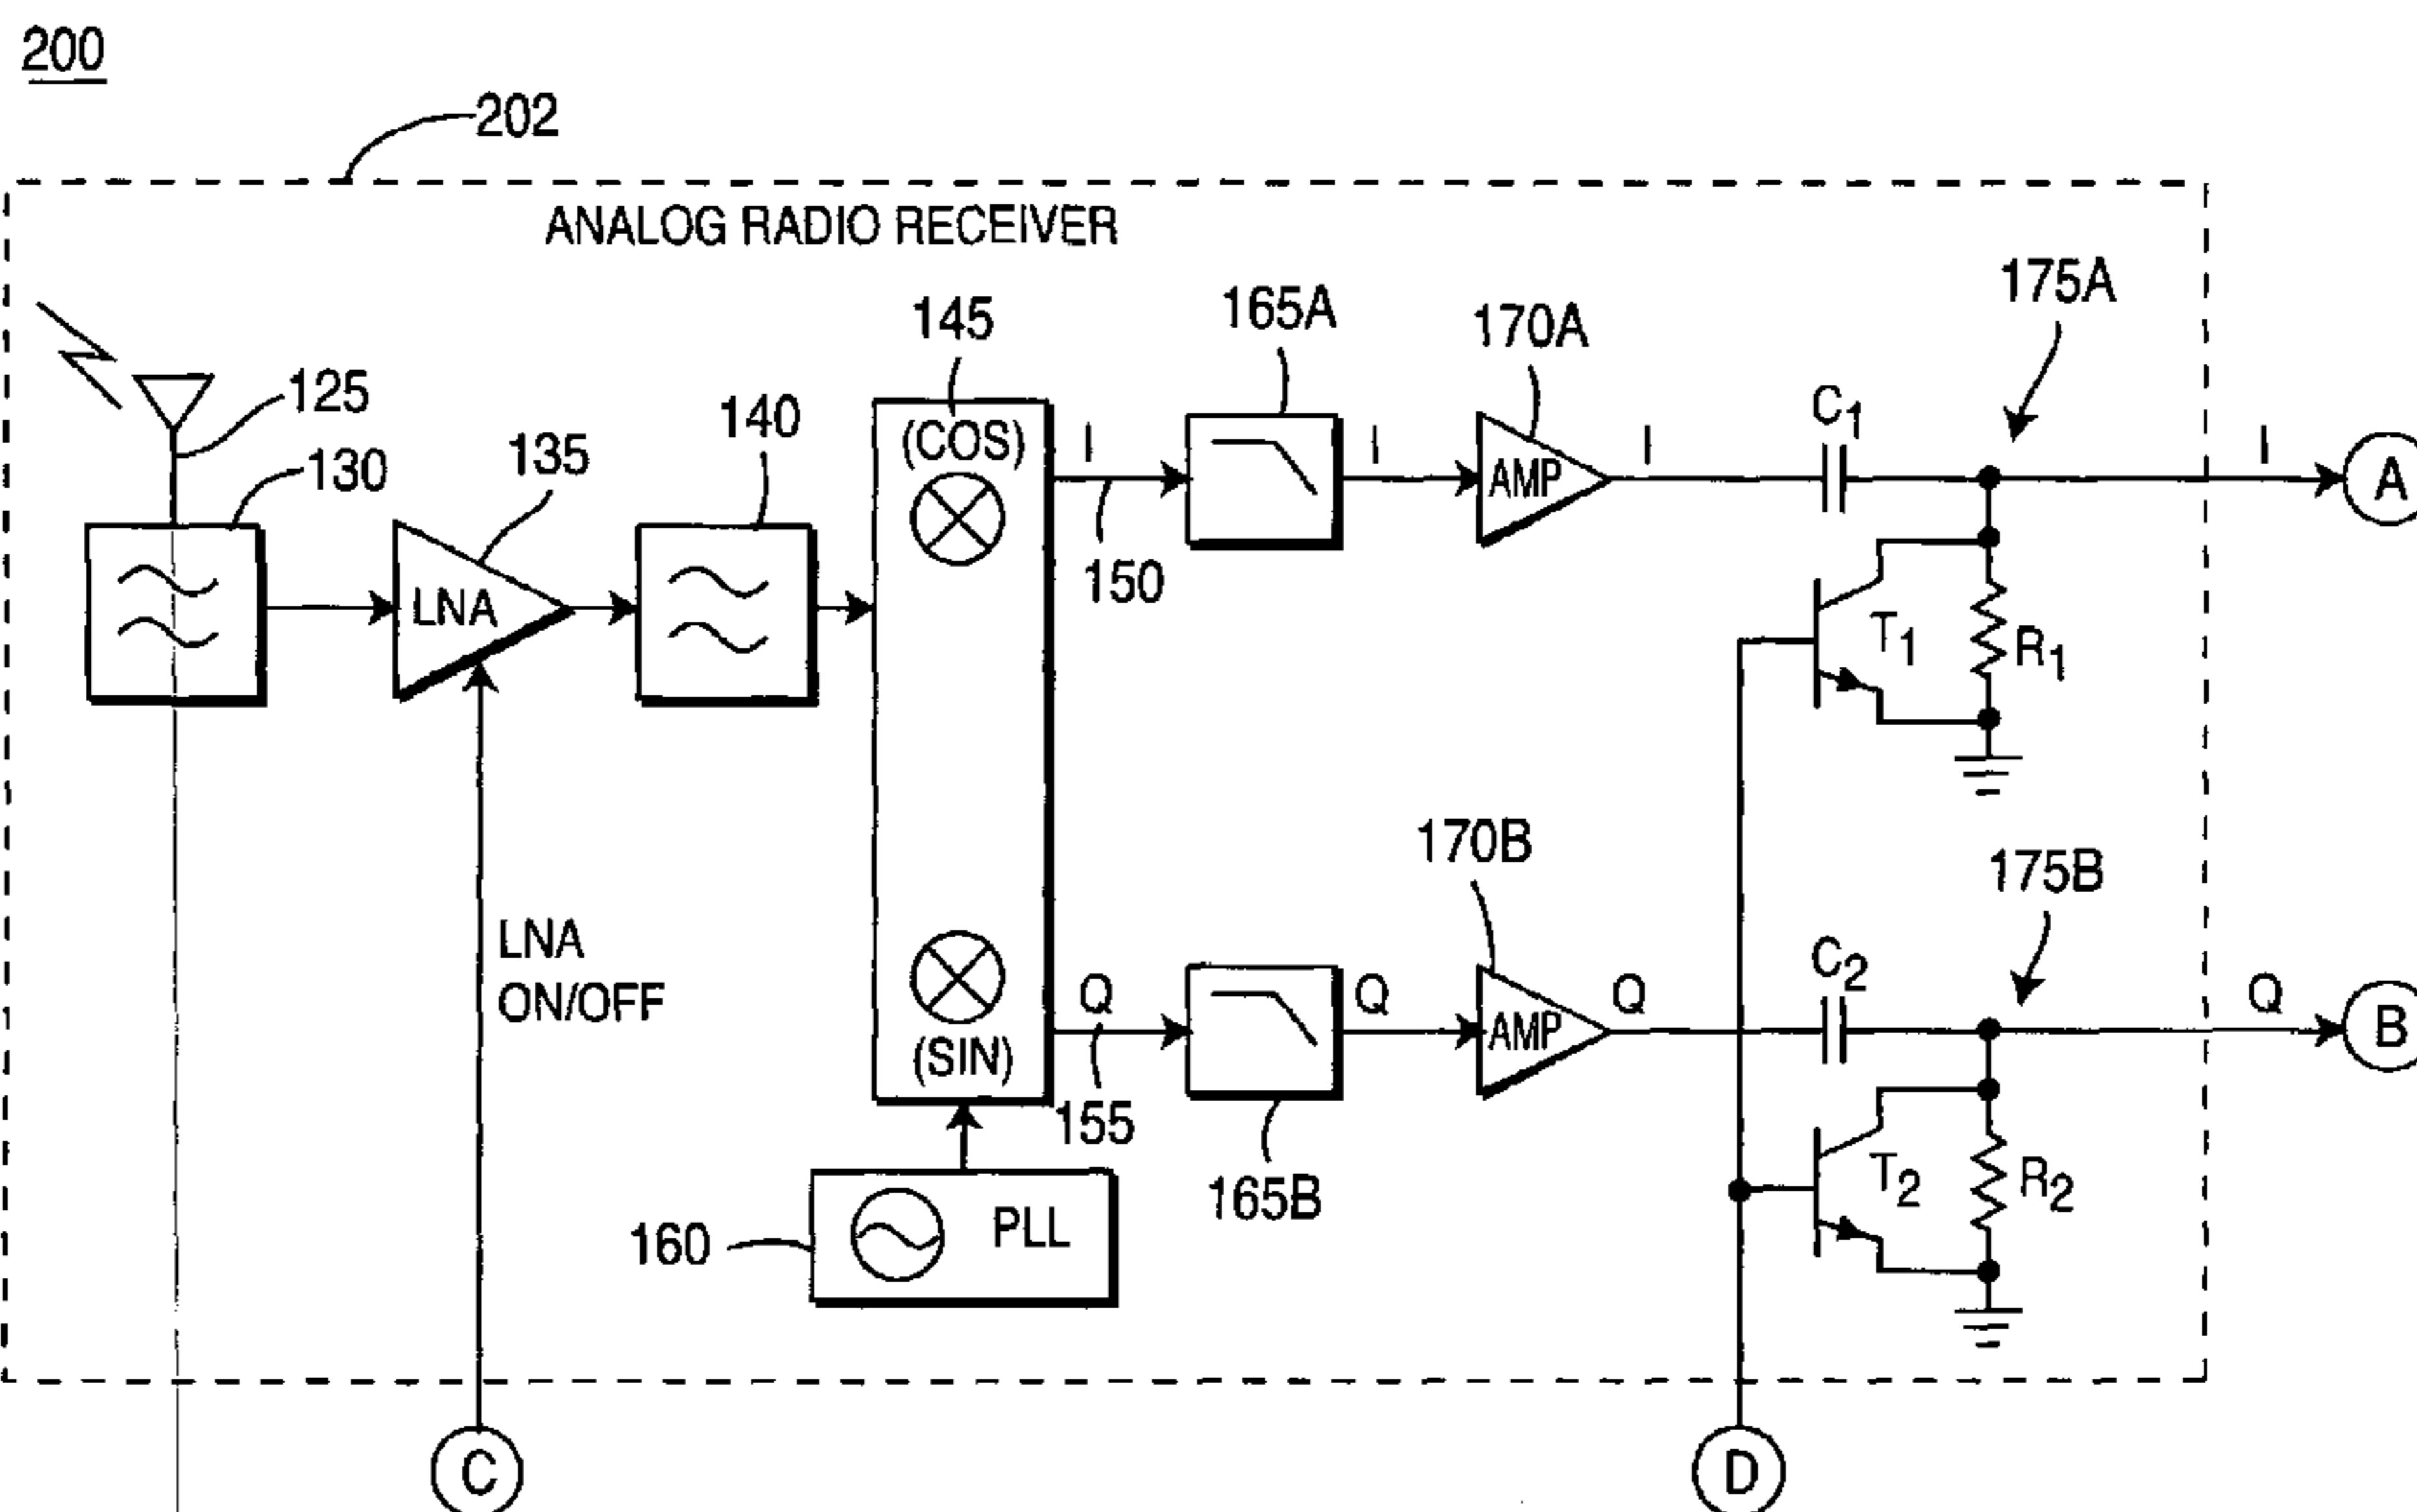 200
202
ANALOG RADIO RECEIVER
175A
145
165A
170A
125
140
C1
130
135
(COS)
I
I
I
I
AMP
A
LNA
150
T1
R1
170B
175B
LNA
ON/OFF
C2
Q
Q
Q
Q
AMP
B
(SIN)
155
T2
R2
165B
160
PLL
C
D